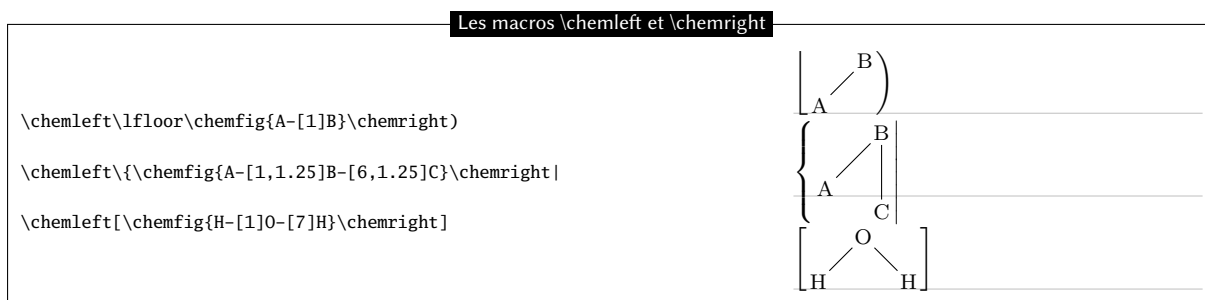 Les macros \chemleft et \chemright
\chemleft\lfloor\chemfig{A-[1]B}\chemright)
\chemleft\{\chemfig{A-[1,1.25]B-[6,1.25]C}\chemright|
\chemleft[\chemfig{H-[1]O-[7]H}\chemright]
B
A
B
A
C
O
H H